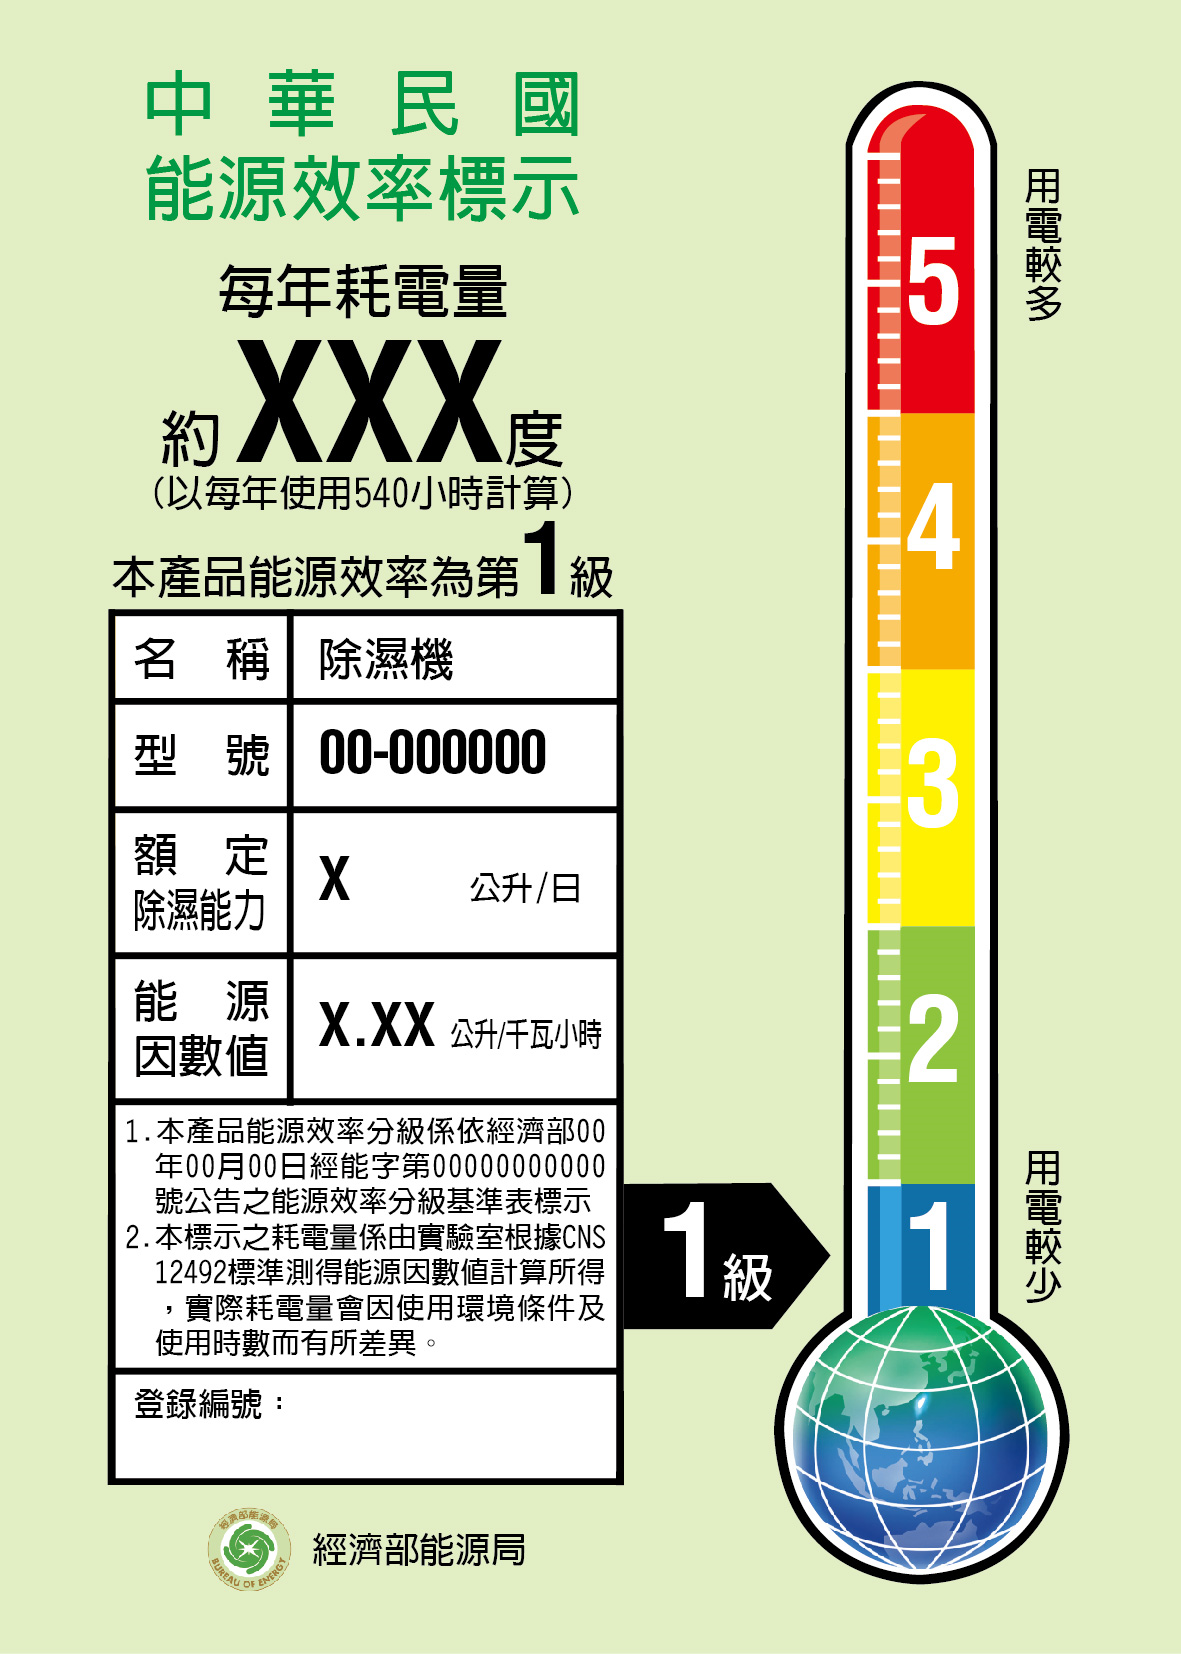 中華民國
能源效率標示
每年耗電量
約XXX度
(以每年使用540小時計算)
本產品能源效率為第1級
名 稱 除濕機
型 號 00-000000
額 定
除濕能力 X 公升/日
能 源
因數值 X.XX 公升/千瓦小時
1.本產品能源效率分級係依經濟部00
年00月00日經能字第00000000000
號公告之能源效率分級基準表標示
2.本標示之耗電量係由實驗室根據CNS
12492標準測得能源因數值計算所得
，實際耗電量會因使用環境條件及
使用時數而有所差異。
登錄編號：
經濟部能源局
BUREAU OF ENERGY
經濟部能源局
1級
用電較多
5
4
3
2
1
用電較少